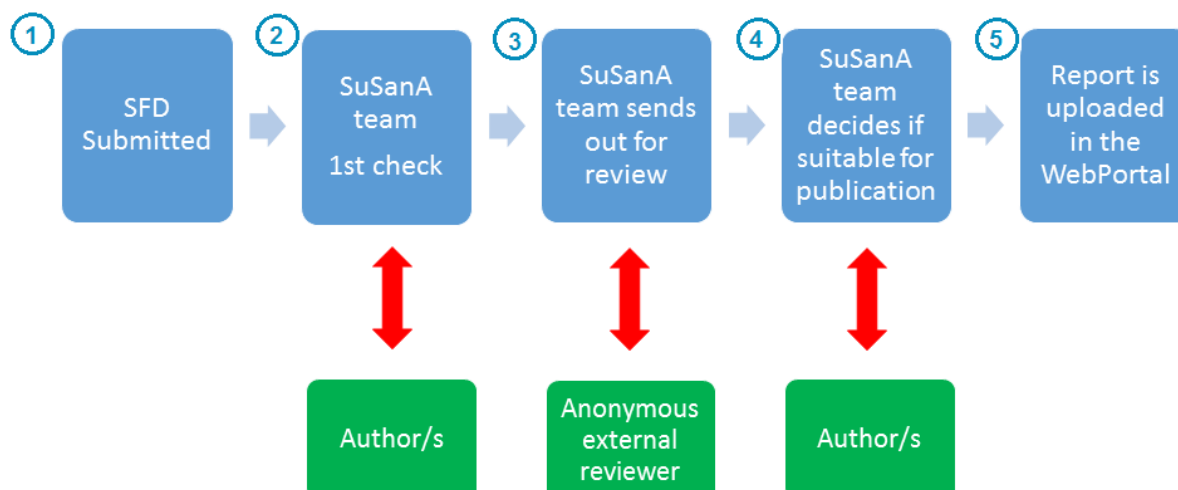 1
SFD
Submitted
2
SuSanA
team
1st check
3
SuSanA
team sends
out for
review
4
SuSanA
team
decides if
suitable for
publication
5
Report is
uploaded
in the
WebPortal
Author/s
Anonymous
external
reviewer
Author/s